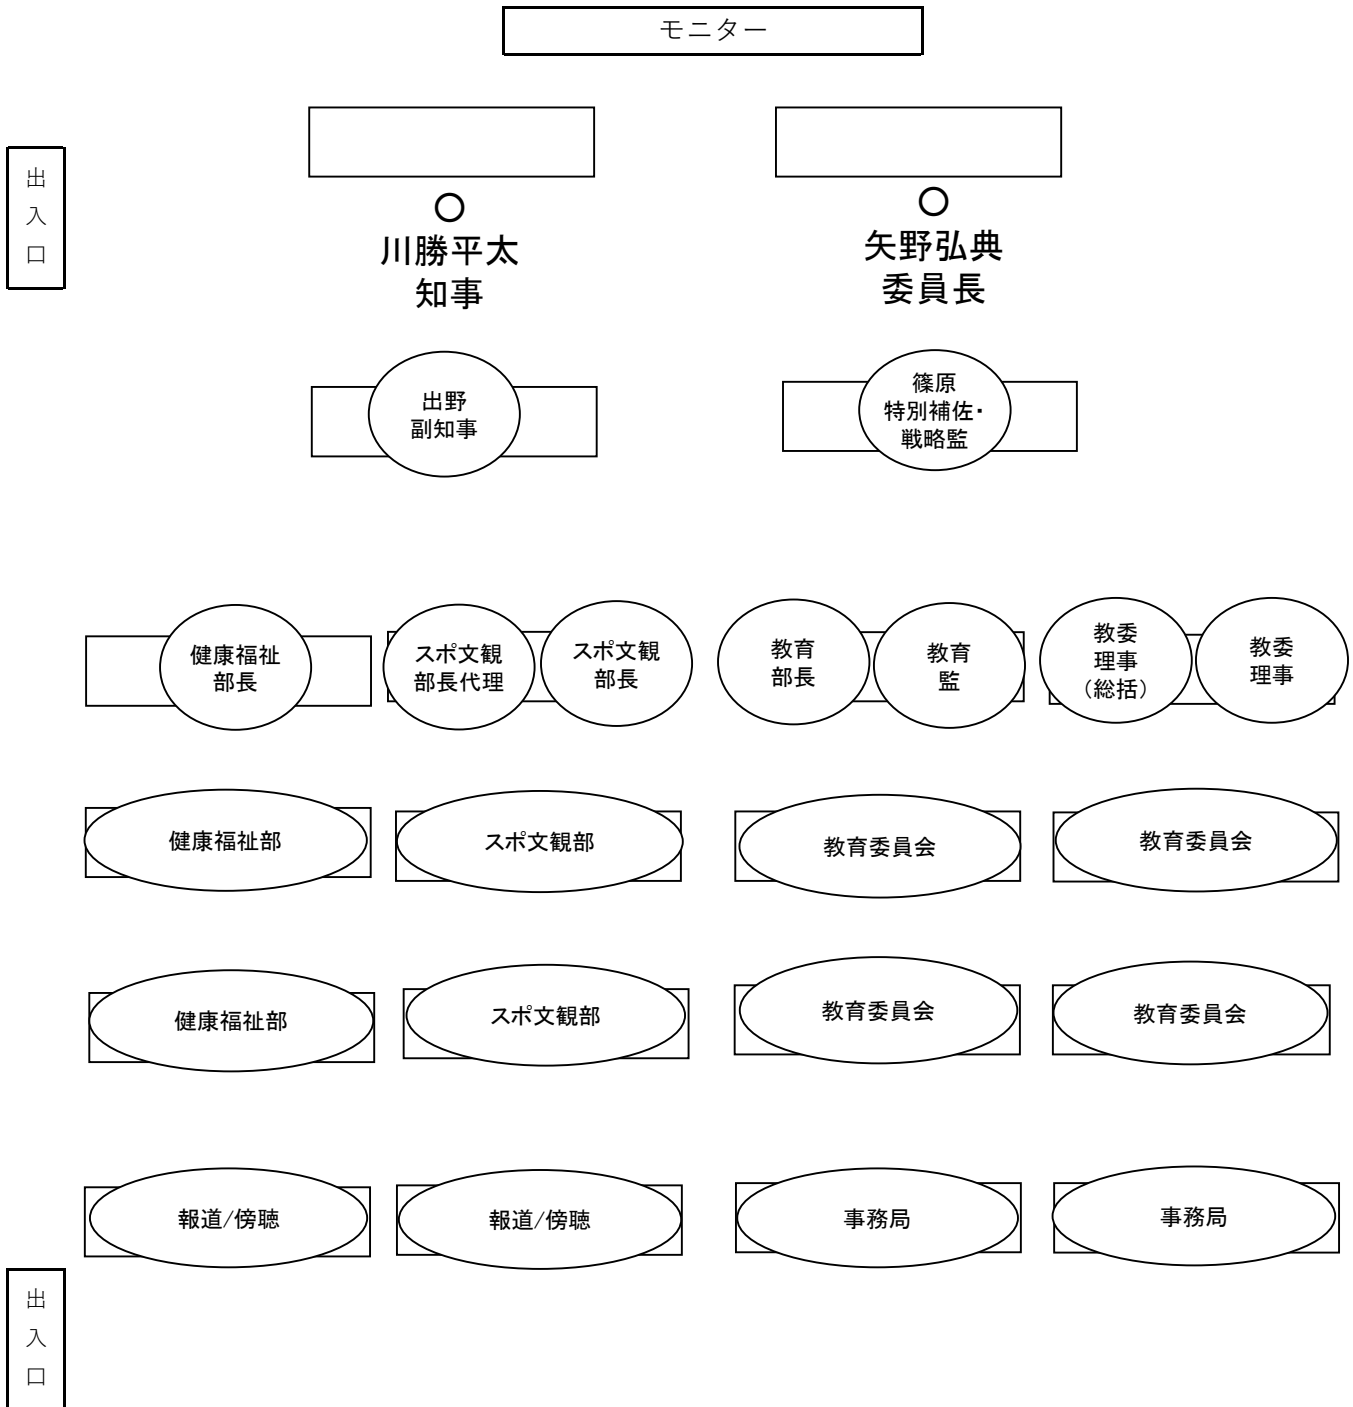 モニター
出
入
口
川勝平太
知事
矢野弘典
委員長
出野
副知事
篠原
特別補佐・
戦略監
健康福祉
部長
スポ文観
部長代理
スポ文観
部長
教育
部長
教育
監
教委
理事
（総括）
教委
理事
健康福祉部
スポ文観部
教育委員会
教育委員会
健康福祉部
スポ文観部
教育委員会
教育委員会
報道/傍聴
報道/傍聴
事務局
事務局
出
入
口